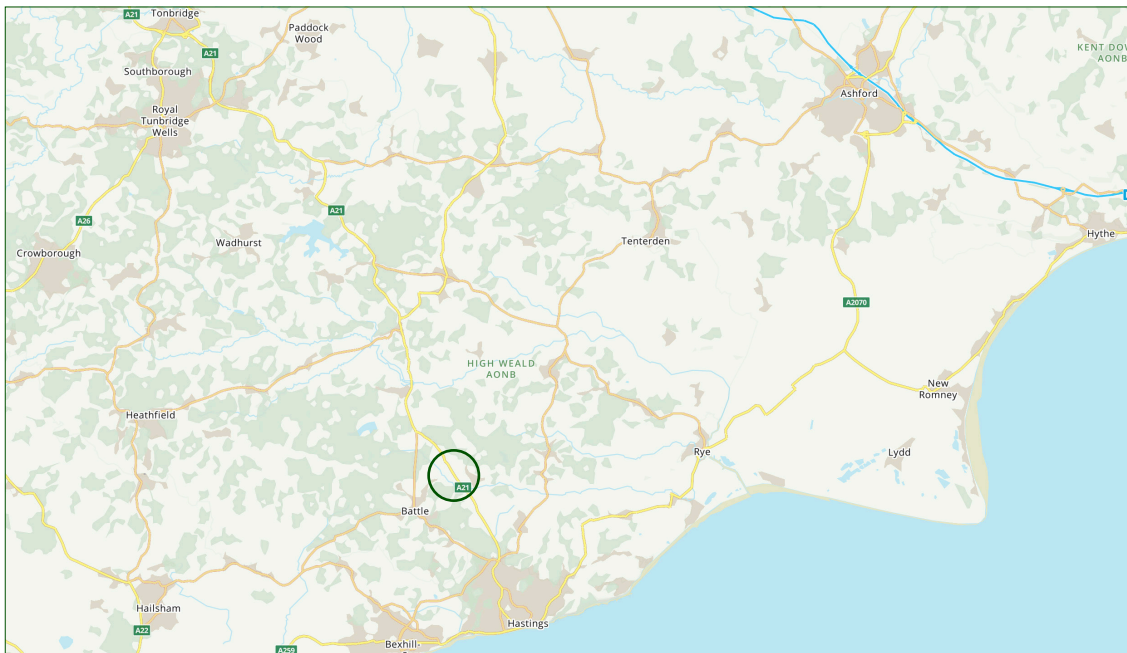 Tonbridge
A21
Paddock
Wood
KENT DOW
AONB
A21
Southborough
Ashford
Royal
Tunbridge
Wells
A21
A26
Wadhurst
Tenterden
Hythe
Crowborough
A2070
HIGH WEALD
AONB
New
Romney
Heathfield
Rye
Lydd
A21
Battle
Hailsham
Hastings
A22
Bexhill-
A259